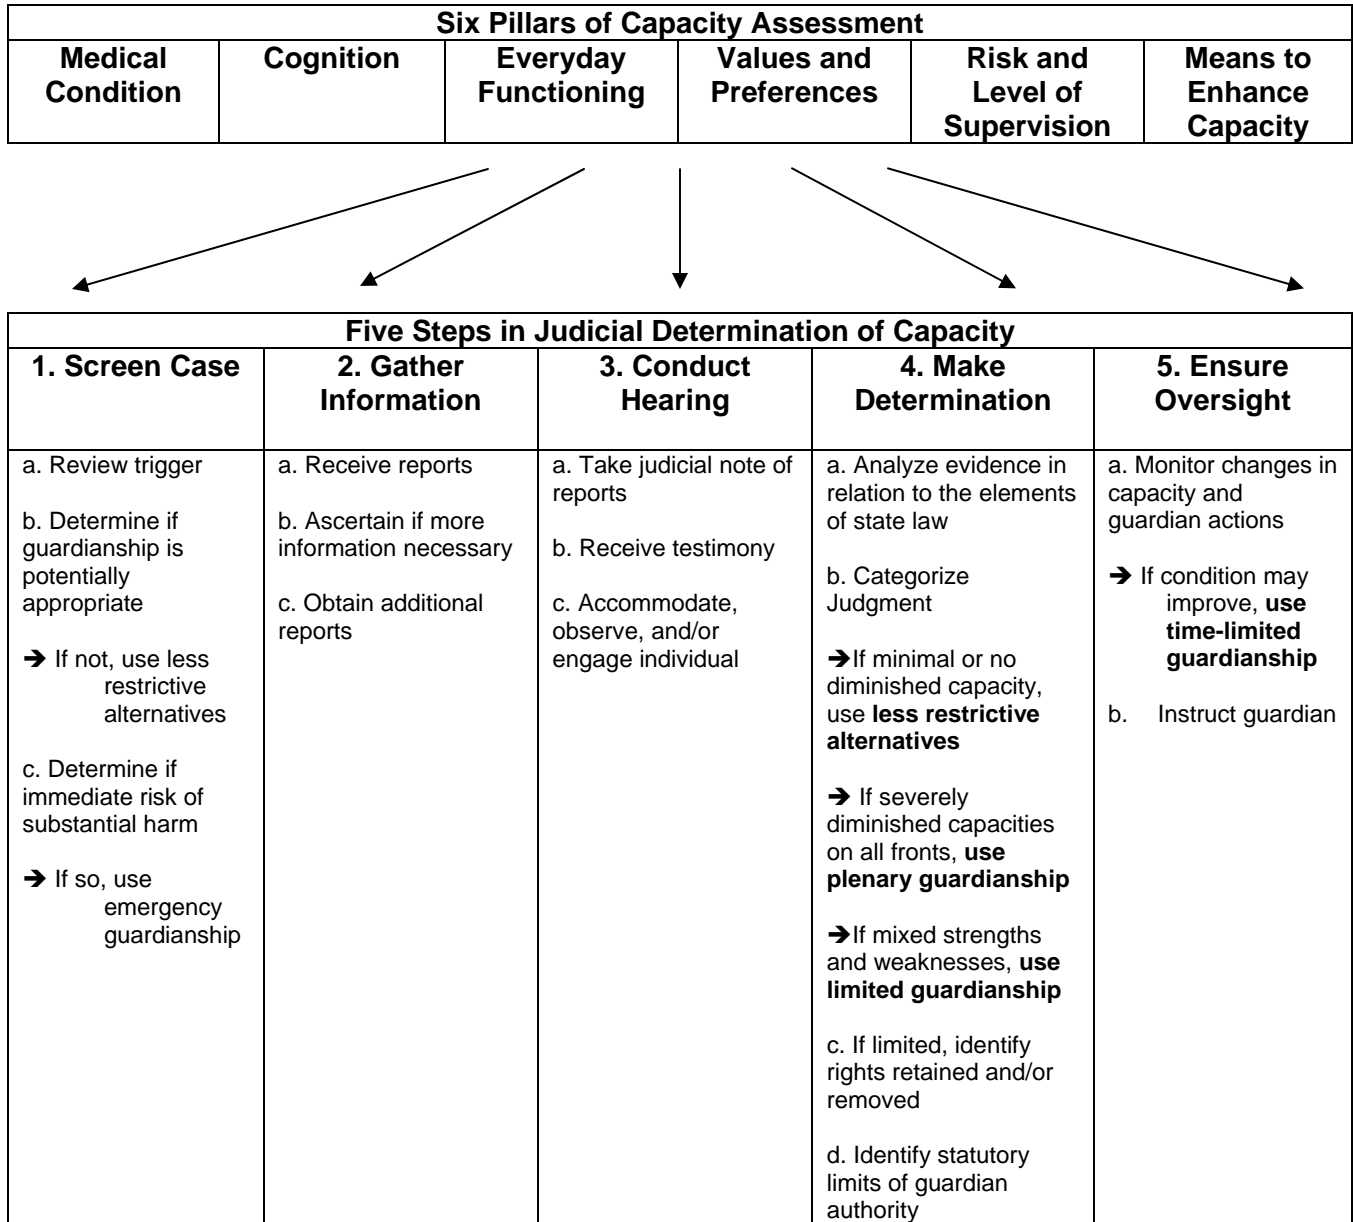 Six Pillars of Capacity Assessment
Medical
Condition
Cognition
Everyday
Functioning
Values and
Preferences
Risk and
Level of
Supervision
Means to
Enhance
Capacity
Five Steps in Judicial Determination of Capacity
1. Screen Case
2. Gather
Information
3. Conduct
Hearing
4. Make
Determination
5. Ensure
Oversight
a. Review trigger
b. Determine if
guardianship is
potentially
appropriate
➔ If not, use less
restrictive
alternatives
c. Determine if
immediate risk of
substantial harm
➔ If so, use
emergency
guardianship
a. Receive reports
b. Ascertain if more
information necessary
c. Obtain additional
reports
a. Take judicial note of
reports
b. Receive testimony
c. Accommodate,
observe, and/or
engage individual
a. Analyze evidence in
relation to the elements
of state law
b. Categorize
Judgment
➔If minimal or no
diminished capacity,
use less restrictive
alternatives
➔ If severely
diminished capacities
on all fronts, use
plenary guardianship
➔If mixed strengths
and weaknesses, use
limited guardianship
c. If limited, identify
rights retained and/or
removed
d. Identify statutory
limits of guardian
authority
a. Monitor changes in
capacity and
guardian actions
➔ If condition may
improve, use
time-limited
guardianship
b. Instruct guardian